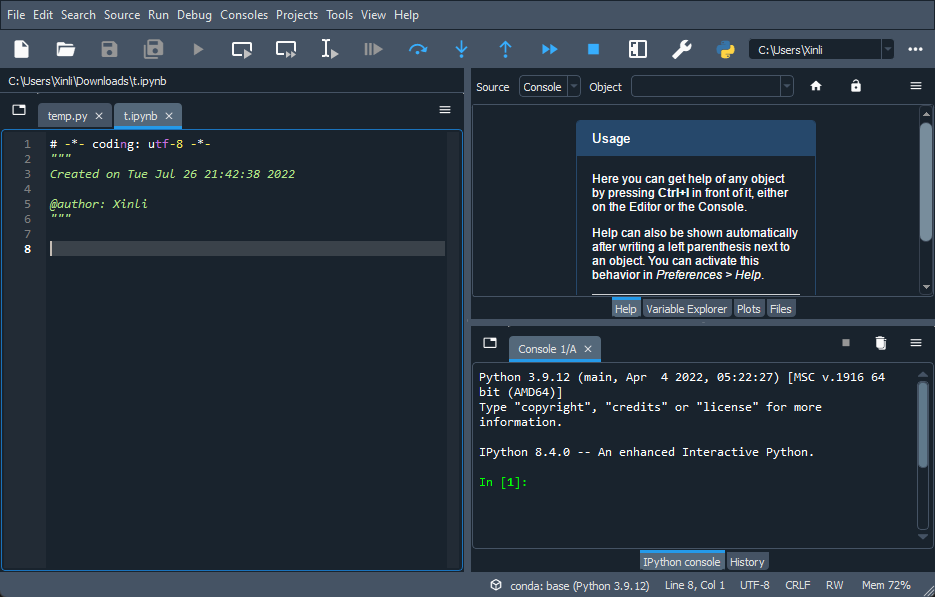 File Edit Search Source Run Debug Consoles Projects Tools View Help
C:\Users\Xinli
C:\Users\Xinli\Downloads\t.ipynb
temp.py
t.ipynb
1 # -*- coding: utf-8 -*-
2 """
3 Created on Tue Jul 26 21:42:38 2022
4
5 @author: Xinli
6 """
7
8
Source Console Object
Usage
Here you can get help of any object
by pressing Ctrl+I in front of it, either
on the Editor or the Console.
Help can also be shown automatically
after writing a left parenthesis next to
an object. You can activate this
behavior in Preferences > Help.
Help Variable Explorer Plots Files
Console 1/A
Python 3.9.12 (main, Apr  4 2022, 05:22:27) [MSC v.1916 64
bit (AMD64)]
Type "copyright", "credits" or "license" for more
information.
IPython 8.4.0 -- An enhanced Interactive Python.
In [1]:
IPython console History
conda: base (Python 3.9.12) Line 8, Col 1 UTF-8 CRLF RW Mem 72%